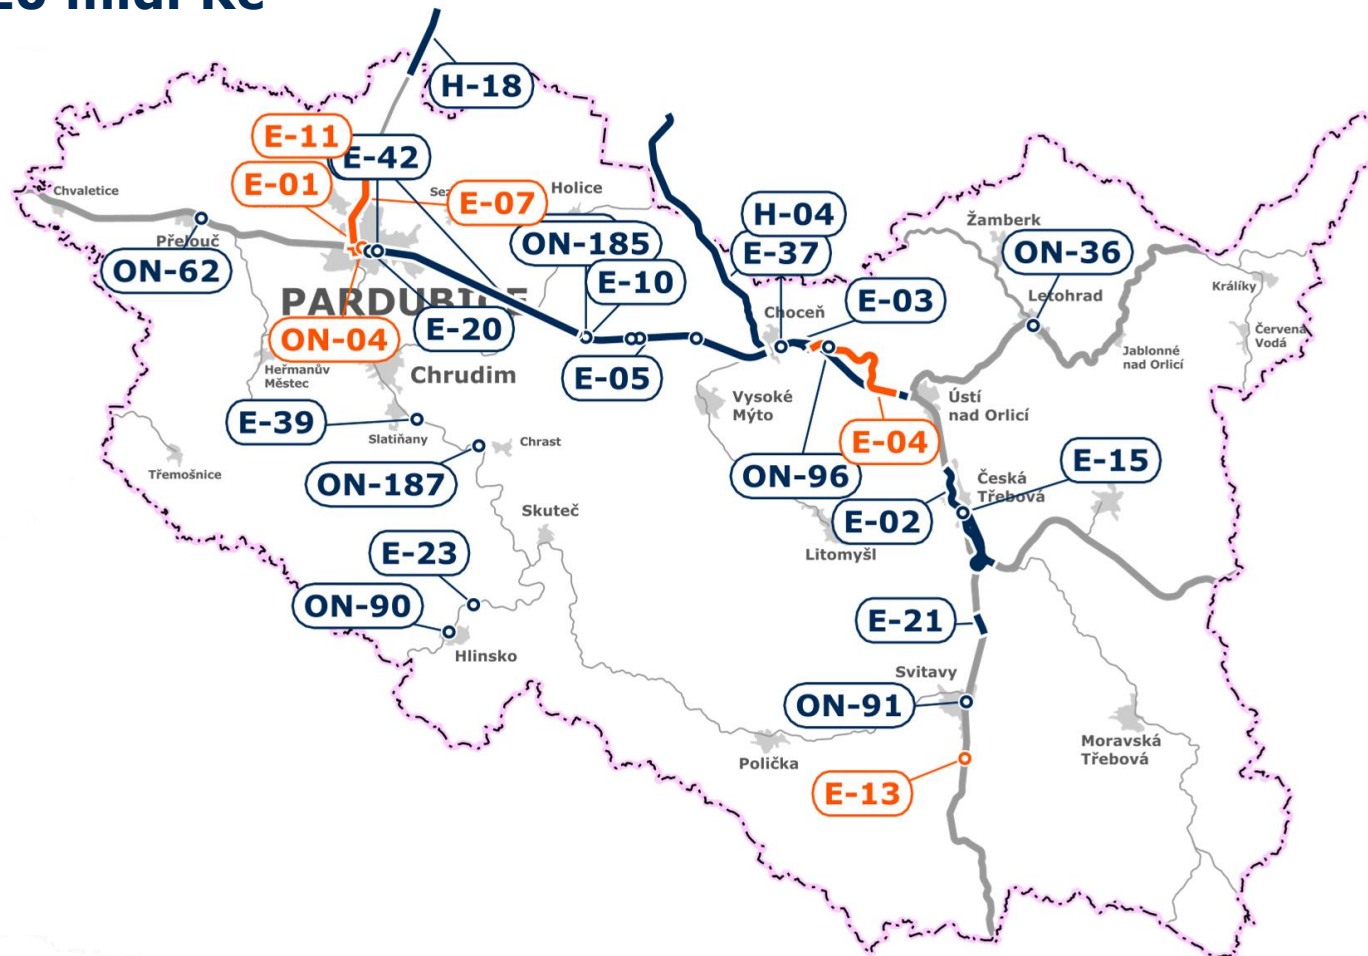 H-18
E-11
E-42
E-01
E-07
Holice
Chvaletice
Přelouč
ON-62
H-04
E-37
ON-185
E-10
Žamberk
ON-36
Letohrad
Králíky
PARDUBICE
E-03
Choceň
E-20
ON-04
Červená
Voda
Jablonné
nad Orlicí
Heřmanův
Městec
Chrudim
E-05
Vysoké
Mýto
Ústí
nad Orlicí
E-39
Slatiňany
Chrast
E-04
Třemošnice
ON-187
ON-96
E-15
Česká
Třebová
Skuteč
E-02
Litomyšl
E-23
ON-90
Hlinsko
E-21
Svitavy
ON-91
Polička
Moravská
Třebová
E-13